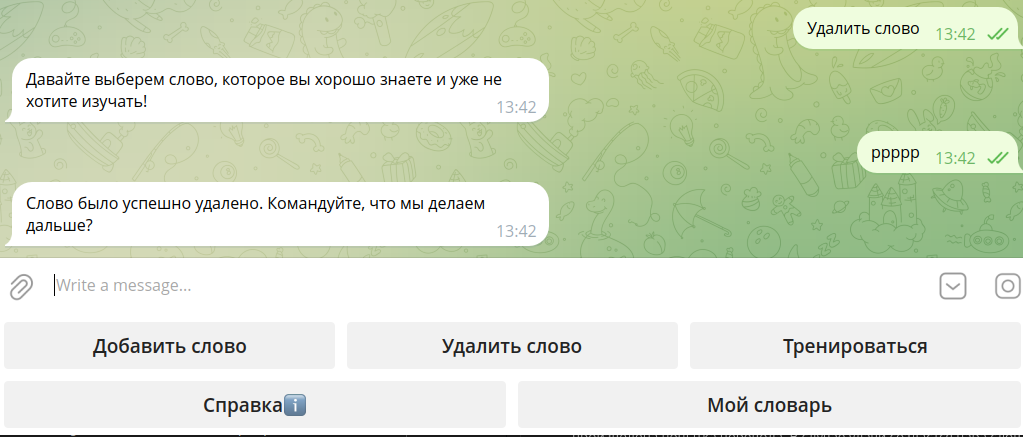 Удалить слово 13:42
Давайте выберем слово, которое вы хорошо знаете и уже не
хотите изучать!
13:42
ррррр 13:42
Слово было успешно удалено. Командуйте, что мы делаем
дальше?
13:42
Write a message...
Добавить слово
Удалить слово
Тренироваться
Справка
Мой словарь